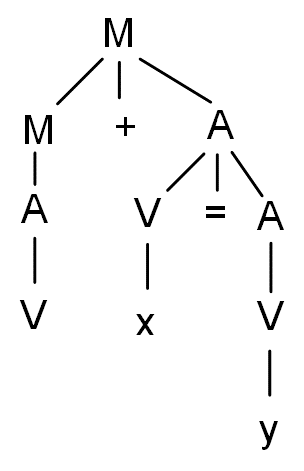 M
M + A
A V = A
V x V
y